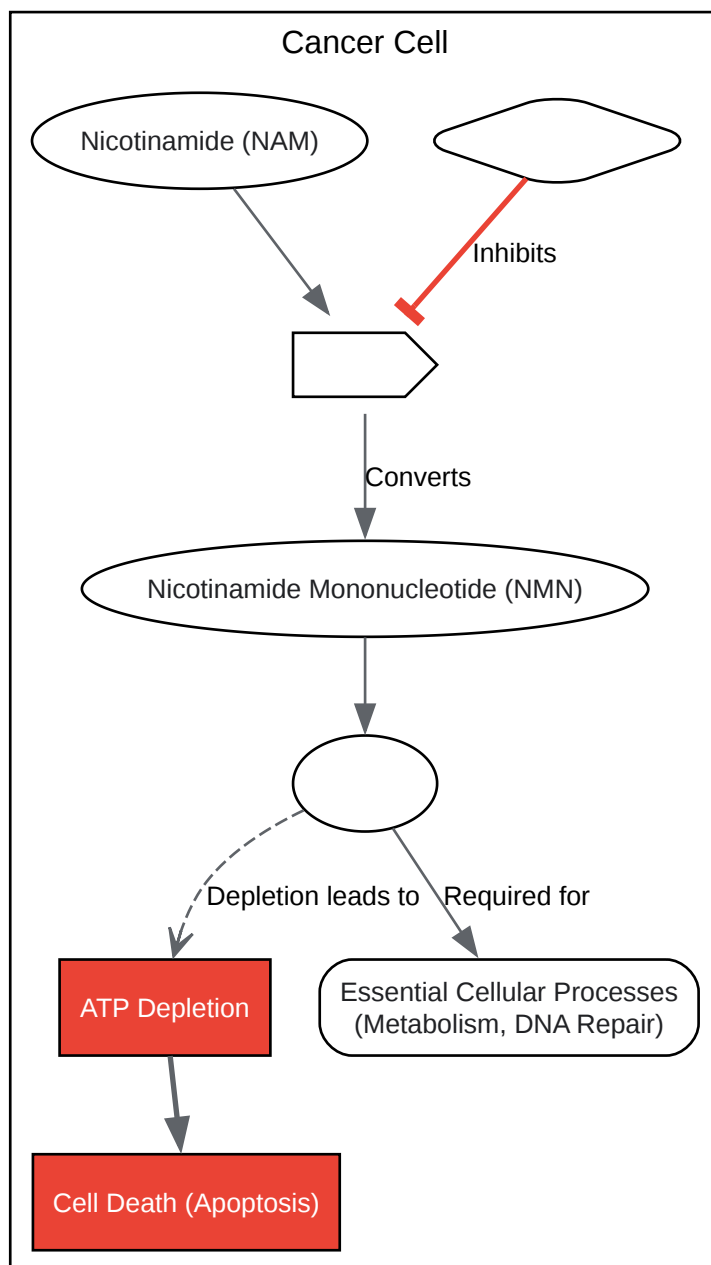 Cancer Cell
Nicotinamide (NAM)
Inhibits
Converts
Nicotinamide Mononucleotide (NMN)
Depletion leads to
Required for
ATP Depletion
Essential Cellular Processes
(Metabolism, DNA Repair)
Cell Death (Apoptosis)